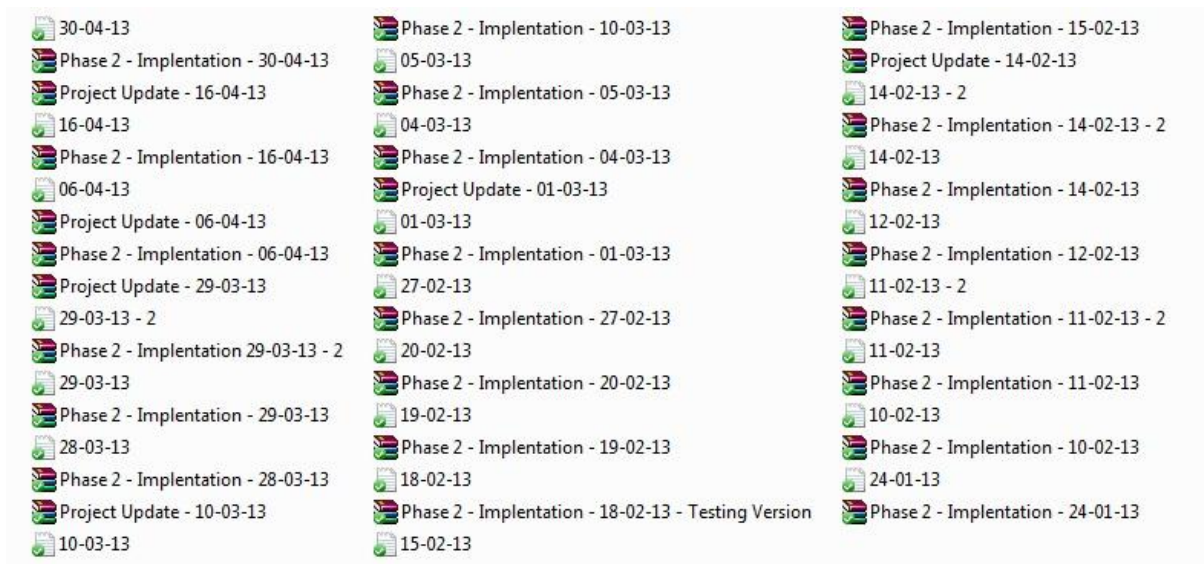 30-04-13
Phase 2 - Implentation - 30-04-13
Project Update - 16-04-13
16-04-13
Phase 2 - Implentation - 16-04-13
06-04-13
Project Update - 06-04-13
Phase 2 - Implentation - 06-04-13
Project Update - 29-03-13
29-03-13 - 2
Phase 2 - Implentation 29-03-13 - 2
29-03-13
Phase 2 - Implentation - 29-03-13
28-03-13
Phase 2 - Implentation - 28-03-13
Project Update - 10-03-13
10-03-13
Phase 2 - Implentation - 10-03-13
05-03-13
Phase 2 - Implentation - 05-03-13
04-03-13
Phase 2 - Implentation - 04-03-13
Project Update - 01-03-13
01-03-13
Phase 2 - Implentation - 01-03-13
27-02-13
Phase 2 - Implentation - 27-02-13
20-02-13
Phase 2 - Implentation - 20-02-13
19-02-13
Phase 2 - Implentation - 19-02-13
18-02-13
Phase 2 - Implentation - 18-02-13 - Testing Version
15-02-13
Phase 2 - Implentation - 15-02-13
Project Update - 14-02-13
14-02-13 - 2
Phase 2 - Implentation - 14-02-13 - 2
14-02-13
Phase 2 - Implentation - 14-02-13
12-02-13
Phase 2 - Implentation - 12-02-13
11-02-13 - 2
Phase 2 - Implentation - 11-02-13 - 2
11-02-13
Phase 2 - Implentation - 11-02-13
10-02-13
Phase 2 - Implentation - 10-02-13
24-01-13
Phase 2 - Implentation - 24-01-13